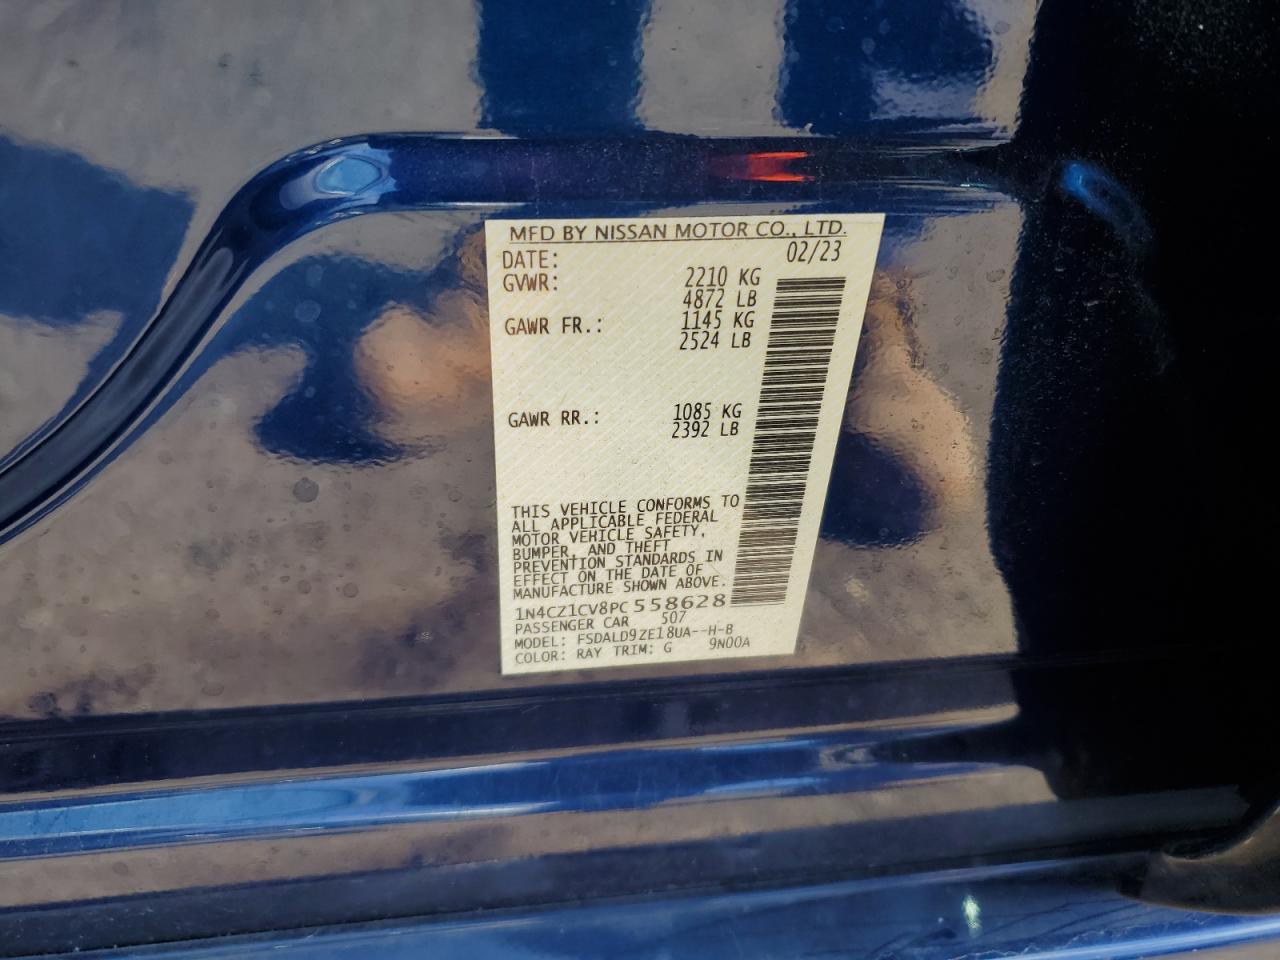 MFD BY NISSAN MOTOR CO., LTD.
DATE: 02/23
GVWR: 2210 KG
4872 LB
GAWR FR.: 1145 KG
2524 LB
GAWR RR.: 1085 KG
2392 LB
THIS VEHICLE CONFORMS TO
ALL APPLICABLE FEDERAL
MOTOR VEHICLE SAFETY,
BUMPER, AND THEFT
PREVENTION STANDARDS IN
EFFECT ON THE DATE OF
MANUFACTURE SHOWN ABOVE.
1N4CZ1CV8PC558628
PASSENGER CAR 507
MODEL: FSDALD9ZE18UA--H-B
COLOR: RAY TRIM: G 9N00A